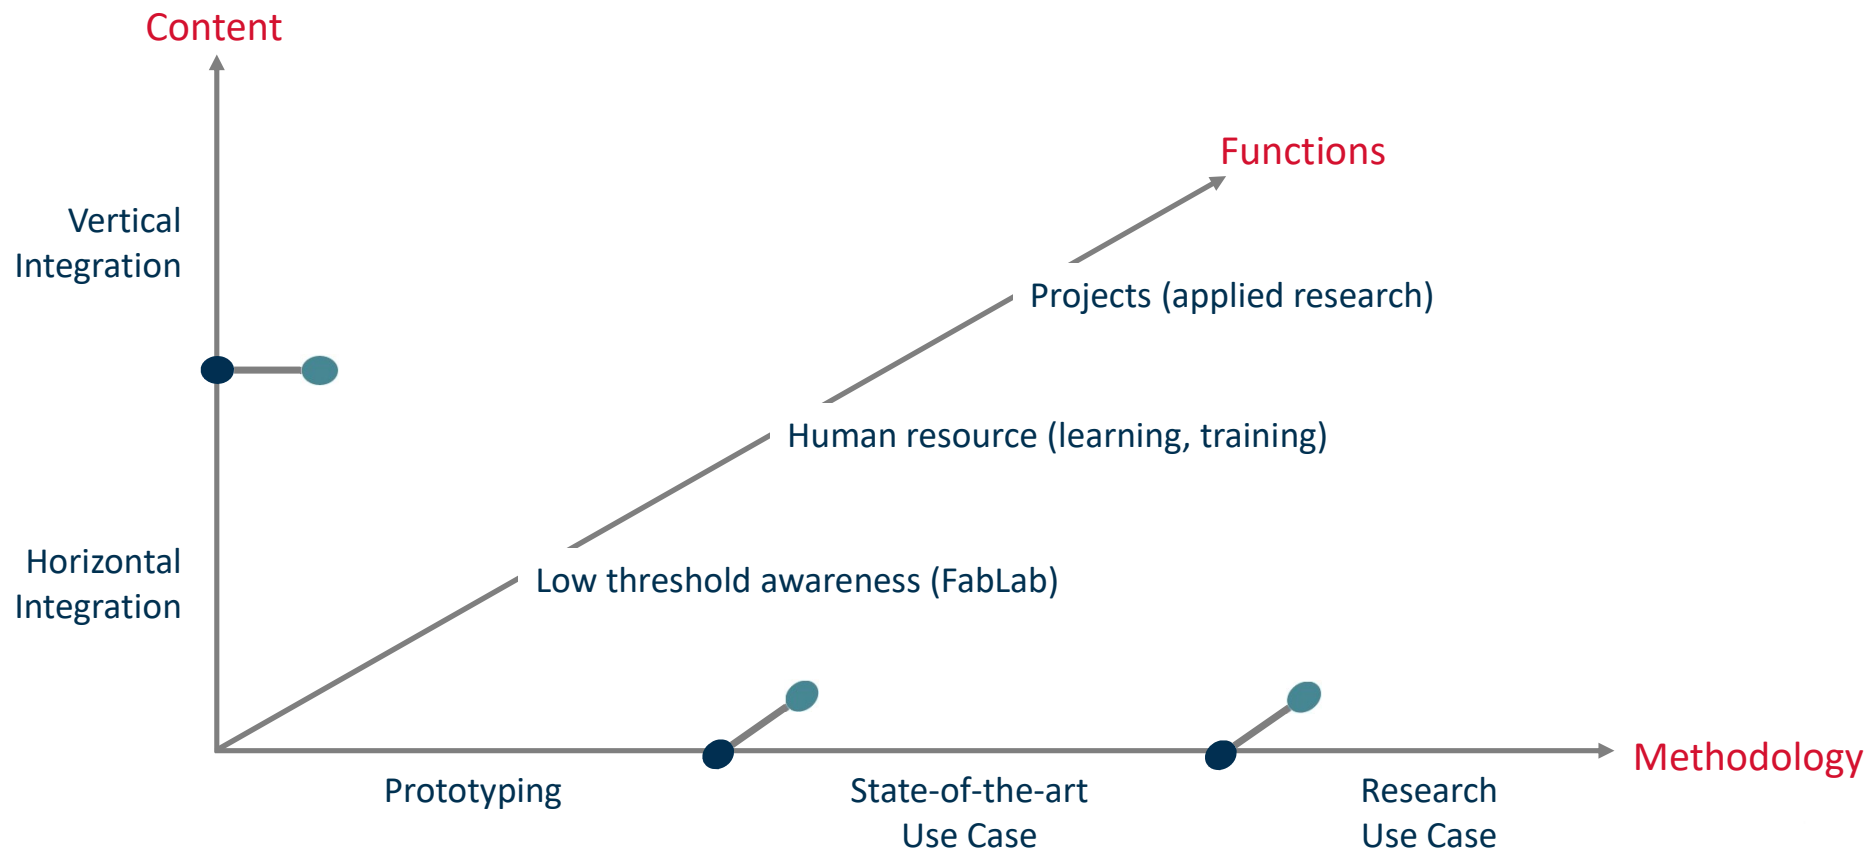 Content
Functions
Vertical
Integration
Projects (applied research)
Human resource (learning, training)
Horizontal
Integration
Low threshold awareness (FabLab)
Methodology
Prototyping
State-of-the-art
Use Case
Research
Use Case